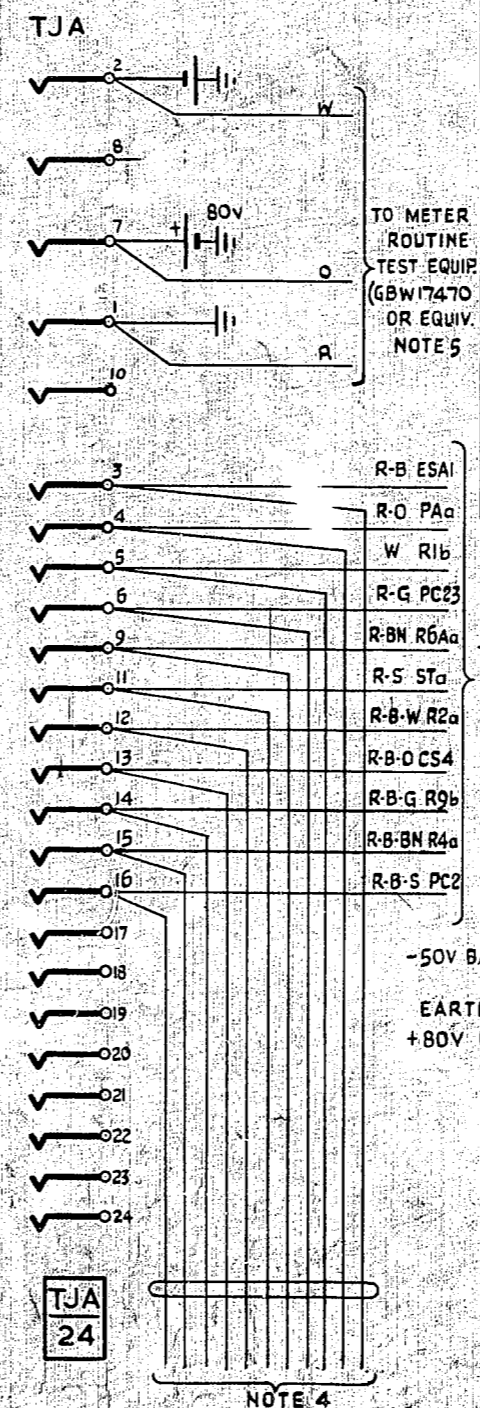 TJA
2
W
8
7
+
80V
O
1
R
10
TO METER
ROUTINE
TEST EQUIP.
(GBW17470
OR EQUIV.
NOTE 5
3 R-B ESA1
4 R-O PAa
5 W R1b
6 R-G PC23
9 R-BN R6Aa
11 R-S STa
12 R-B-W R2a
13 R-B-O CS4
14 R-B-G R9b
15 R-B-BN R4a
16 R-B-S PC2
17
18
19
20
21
22
23
24
-50V B
EART
+80V
TJA
24
NOTE 4